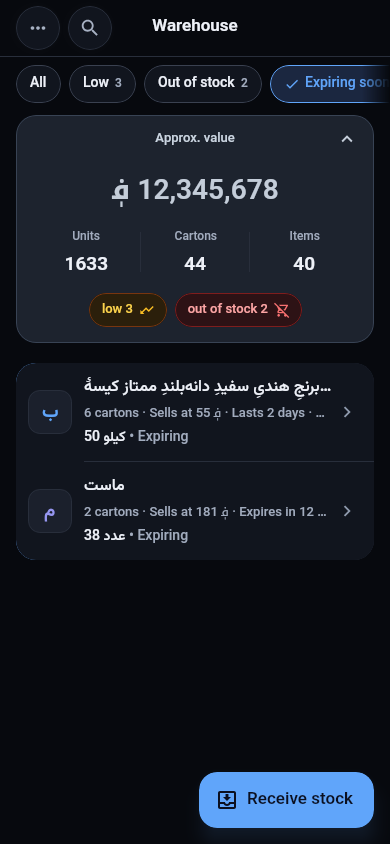 Warehouse
All
Low 3
Out of stock 2
Expiring soon
Approx. value
؋ 12,345,678
Units
Cartons
Items
1633
44
40
low 3
out of stock 2
برنجِ هندیِ سفیدِ دانه‌بلندِ ممتاز کیسهٔ…
ب
6 cartons · Sells at 55 ؋ · Lasts 2 days · …
50 کیلو • Expiring
ماست
م
2 cartons · Sells at 181 ؋ · Expires in 12 …
38 عدد • Expiring
Receive stock